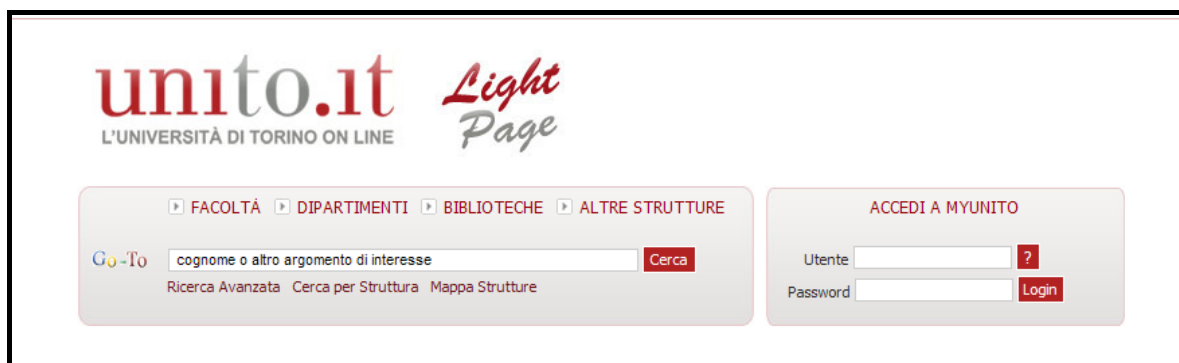 unito.it
L'UNIVERSITÀ DI TORINO ON LINE
Light
Page
FACOLTÀ DIPARTIMENTI BIBLIOTECHE ALTRE STRUTTURE
Go-To cognome o altro argomento di interesse Cerca
Ricerca Avanzata Cerca per Struttura Mappa Strutture
ACCEDI A MYUNITO
Utente ?
Password Login